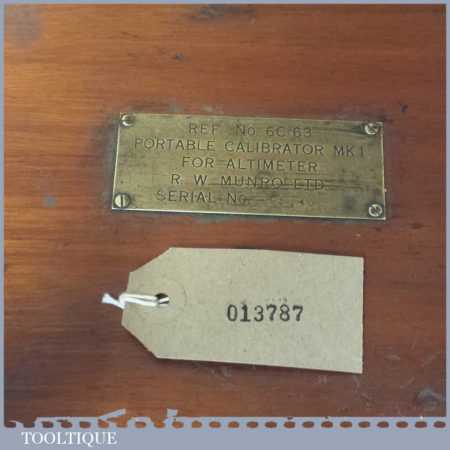 REF. No 6C/63
PORTABLE CALIBRATOR MK1
FOR ALTIMETER
R. W. MUNRO LTD
SERIAL No.
013787
TOOLTIQUE